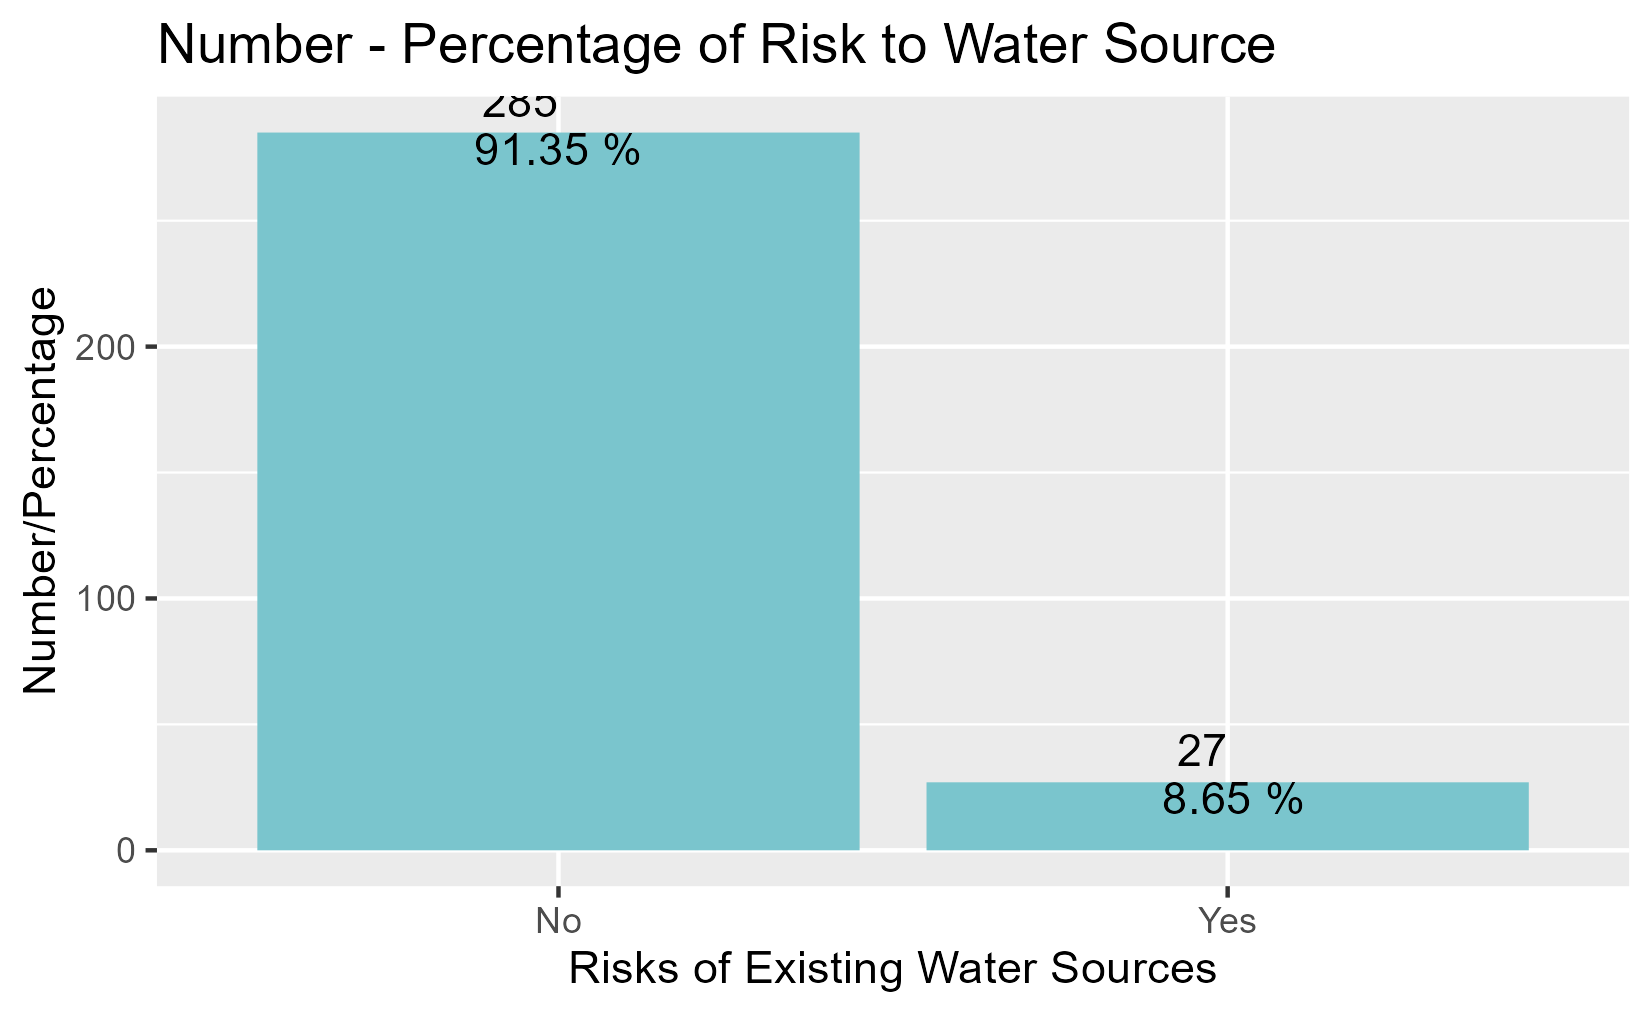 Number - Percentage of Risk to Water Source
285
91.35 %
Number/Percentage
200
100
0
27
8.65 %
No
Yes
Risks of Existing Water Sources